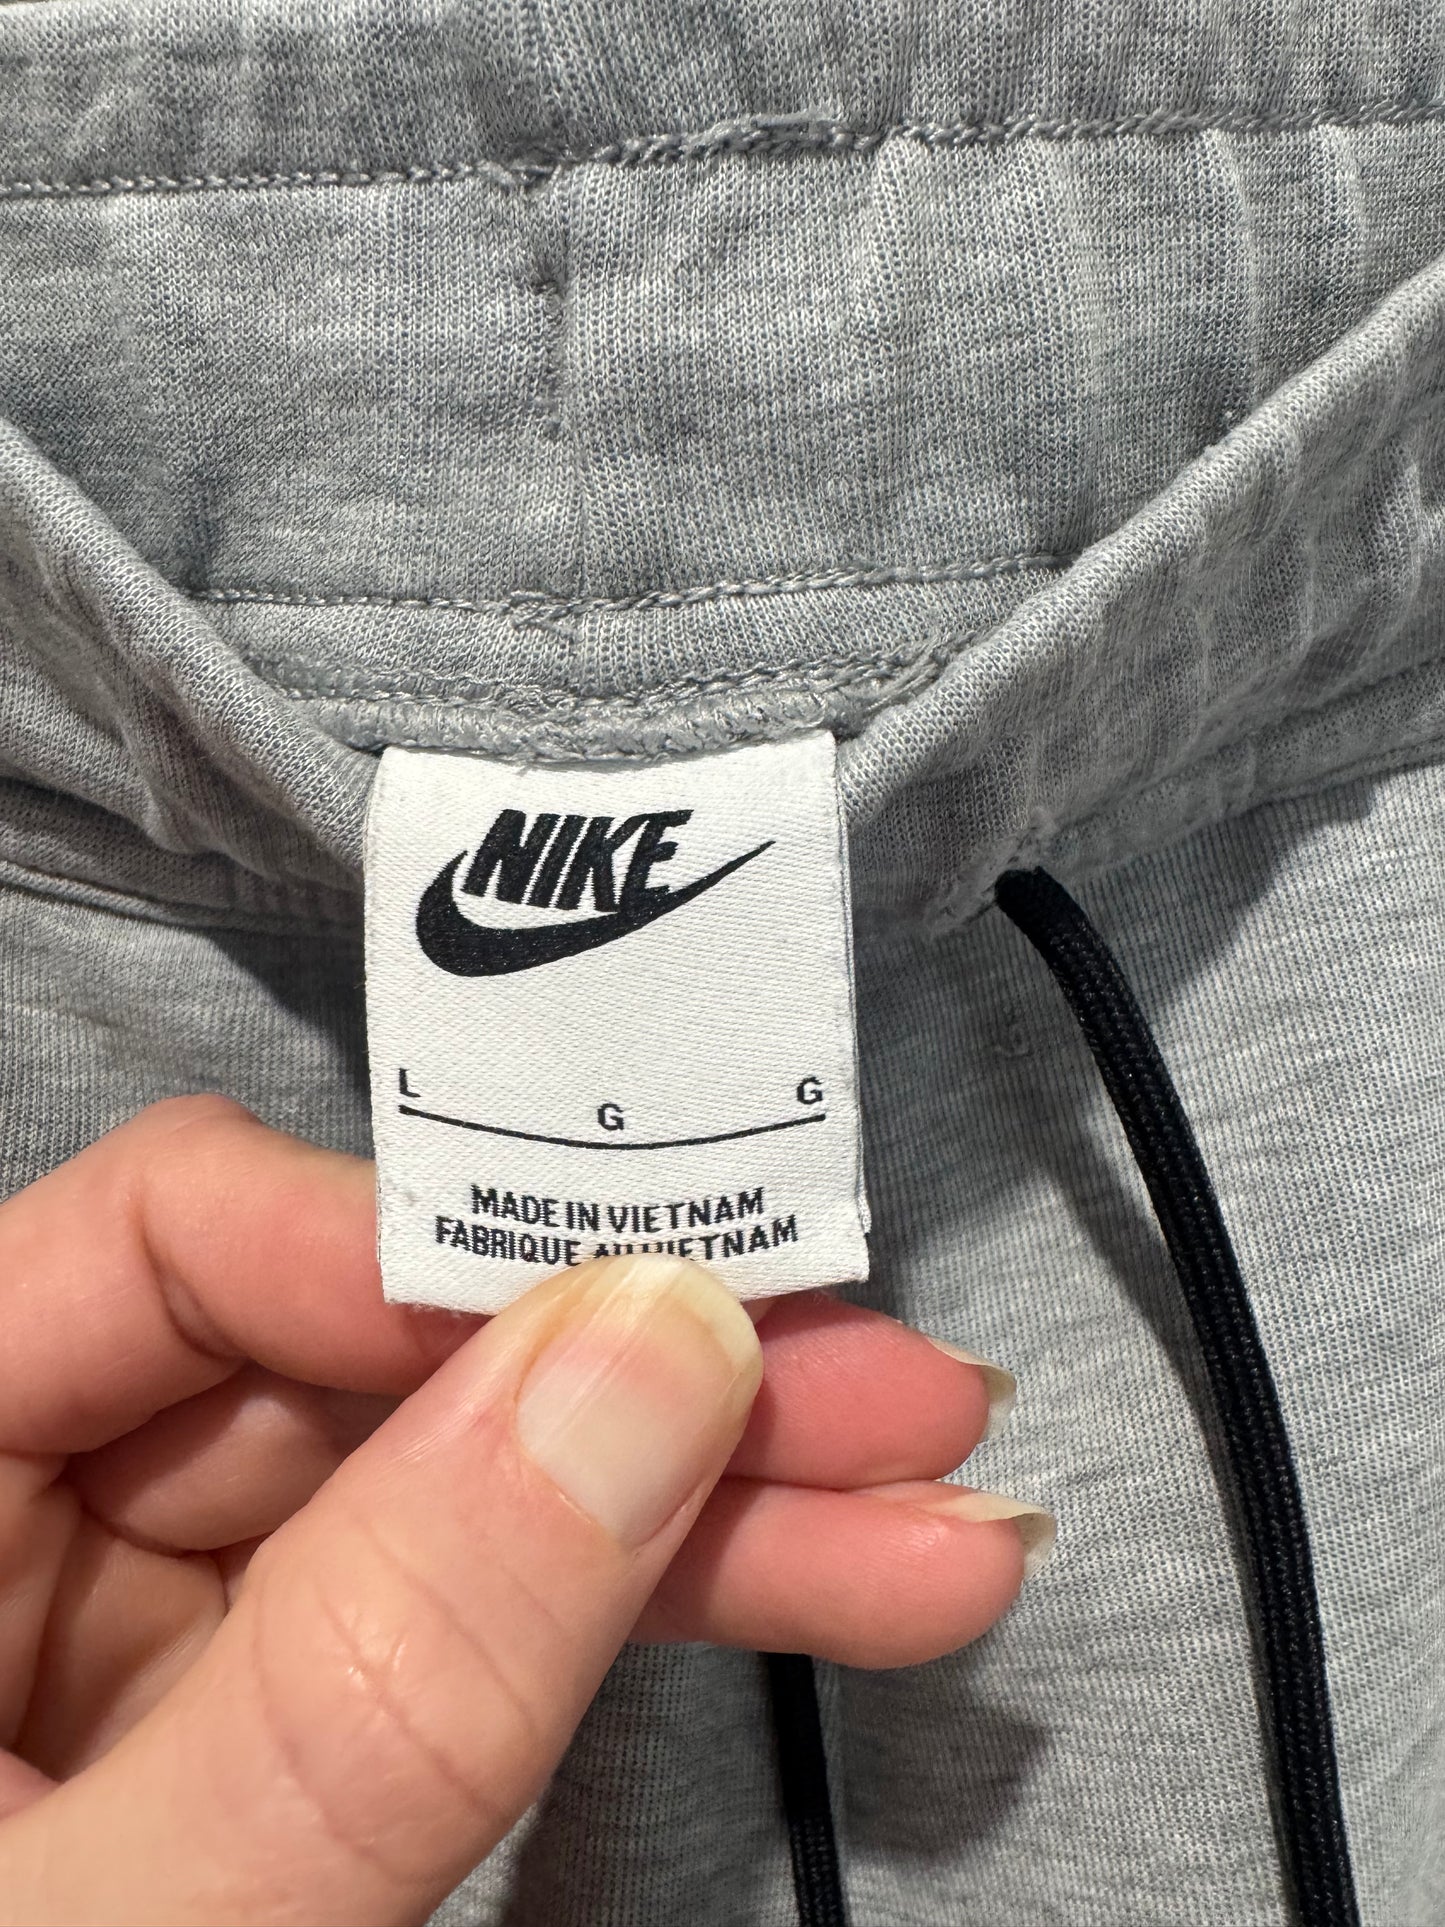 NIKE
L G G
MADE IN VIETNAM
FABRIQUE AU VIETNAM